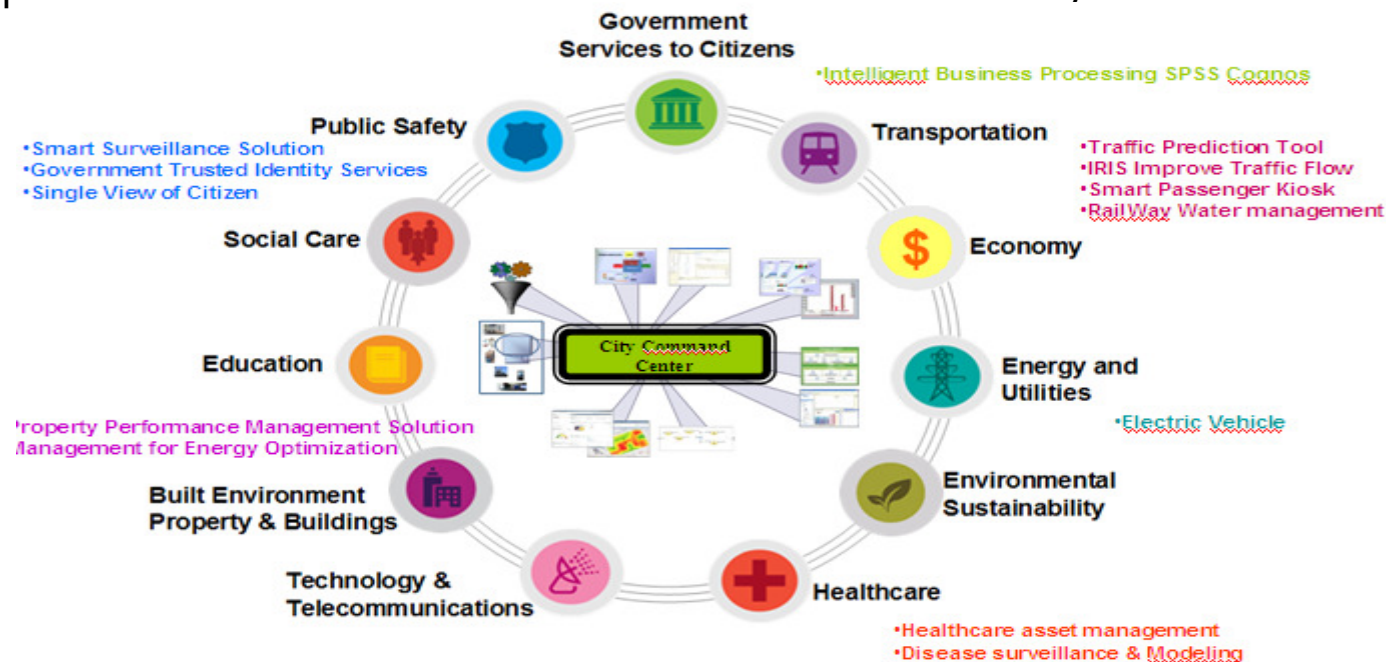 Government
Services to Citizens
•Intelligent Business Processing SPSS Cognos
Public Safety
•Smart Surveillance Solution
•Government Trusted Identity Services
•Single View of Citizen
Transportation
•Traffic Prediction Tool
•IRIS Improve Traffic Flow
•Smart Passenger Kiosk
•RailWay Water management
Social Care
$
Economy
City Command
Center
Education
Energy and
Utilities
•Electric Vehicle
Property Performance Management Solution
Management for Energy Optimization
Built Environment
Property & Buildings
Environmental
Sustainability
Technology &
Telecommunications
Healthcare
•Healthcare asset management
•Disease surveillance & Modeling